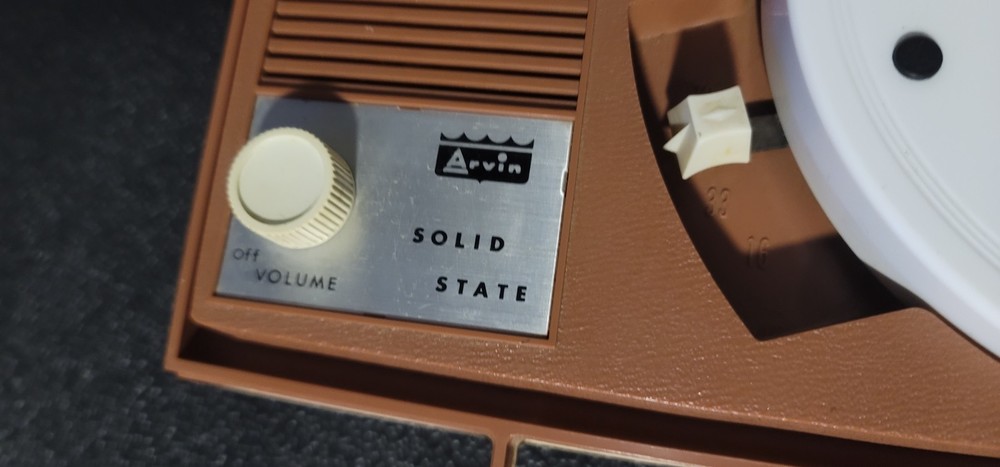 Arvin
SOLID
STATE
Off
VOLUME
33
16